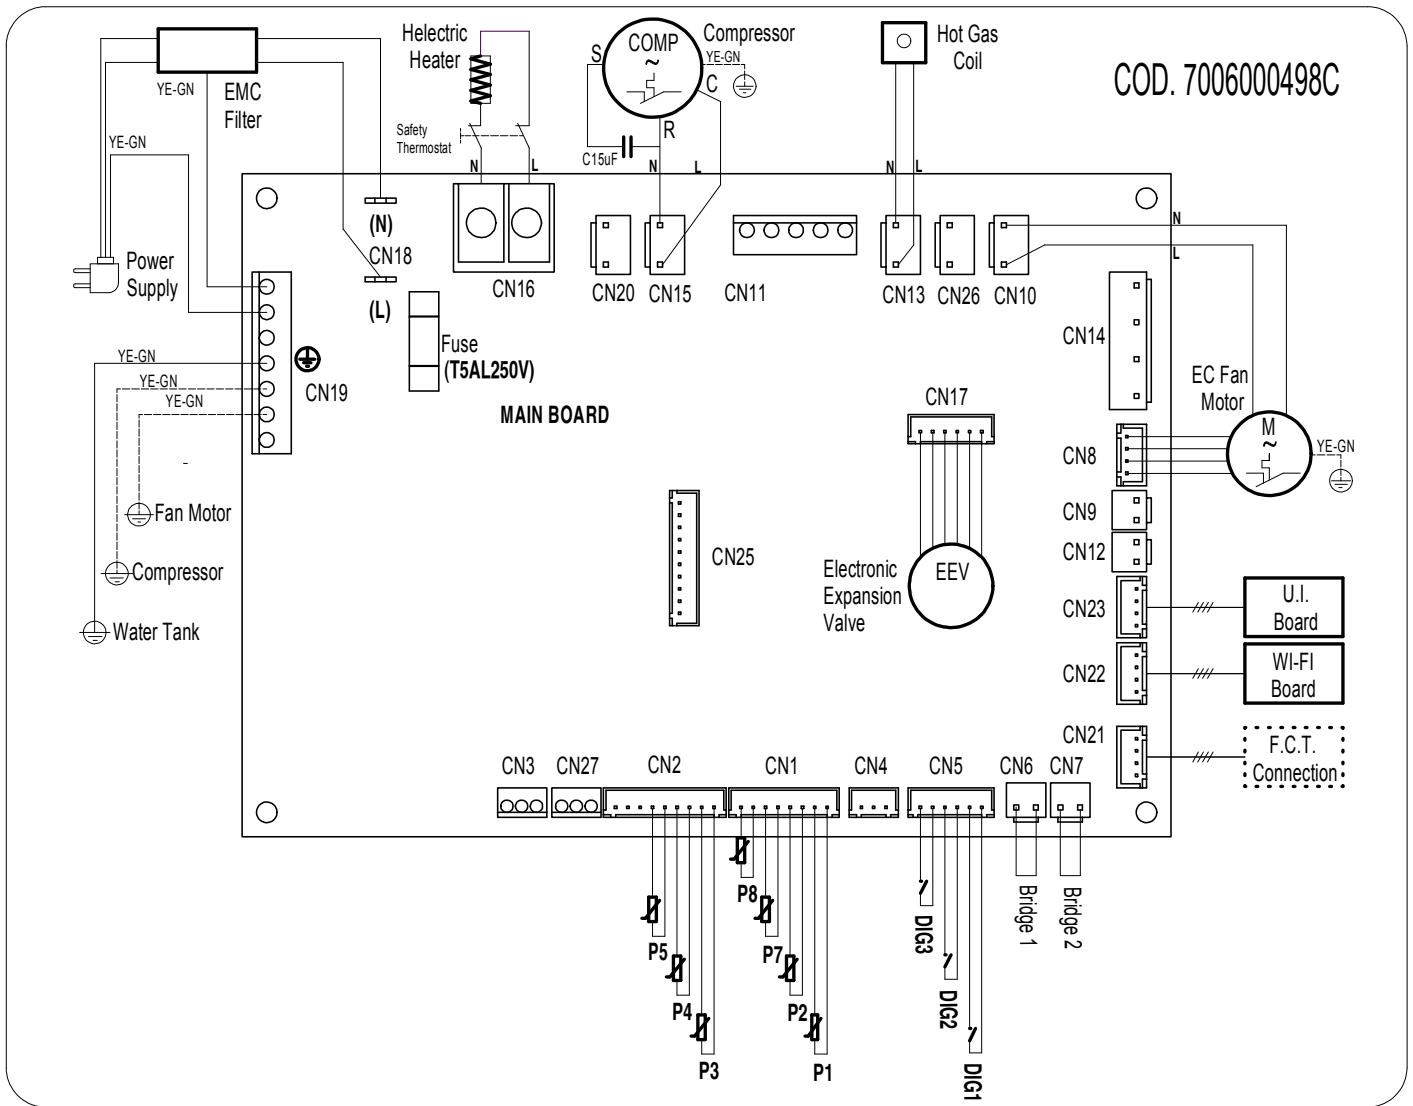 Helectric
Heater
COMP
~
Compressor
YE-GN
S
C
R
C15uF
Hot Gas
Coil
COD. 7006000498C
YE-GN
EMC
Filter
YE-GN
Safety
Thermostat
N
L
N
L
N
L
N
L
(N)
CN18
(L)
Power
Supply
CN16
CN20
CN15
CN11
CN13
CN26
CN10
CN14
Fuse
(T5AL250V)
CN19
YE-GN
YE-GN
YE-GN
MAIN BOARD
CN17
EC Fan
Motor
M
~
YE-GN
CN8
CN9
CN12
CN25
Fan Motor
Compressor
Water Tank
Electronic
Expansion
Valve
EEV
CN23
U.I.
Board
CN22
WI-FI
Board
CN21
F.C.T.
Connection
CN3
CN27
CN2
CN1
CN4
CN5
CN6
CN7
P8
P5
P7
P4
P2
P3
P1
DIG3
DIG2
DIG1
Bridge 1
Bridge 2